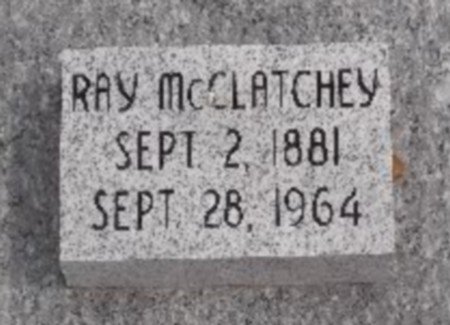 RAY McCLATCHEY
SEPT. 2, 1881
SEPT. 28, 1964